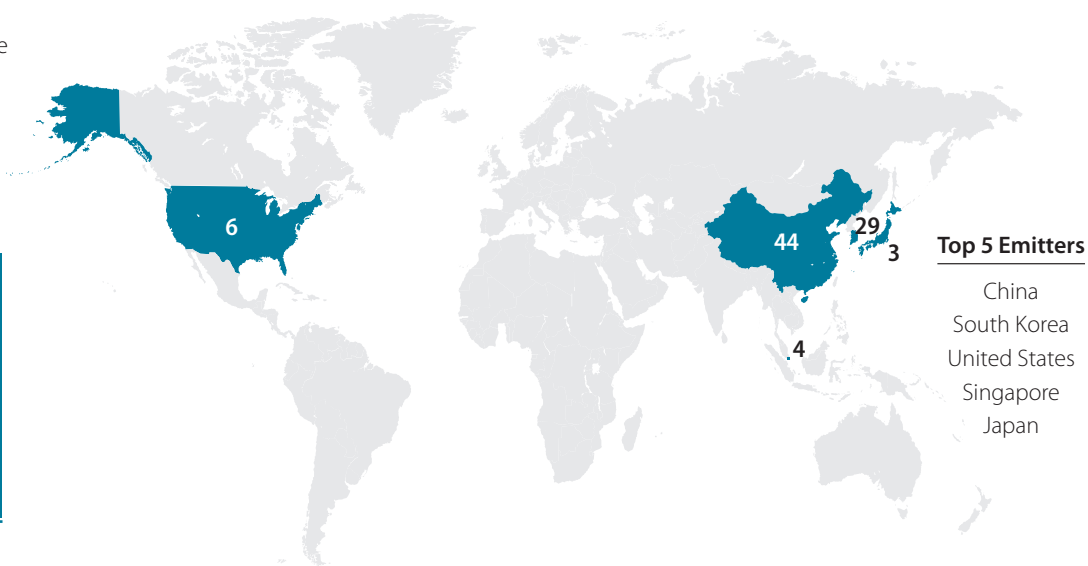 e
6
44
29
3
4
Top 5 Emitters
China
South Korea
United States
Singapore
Japan